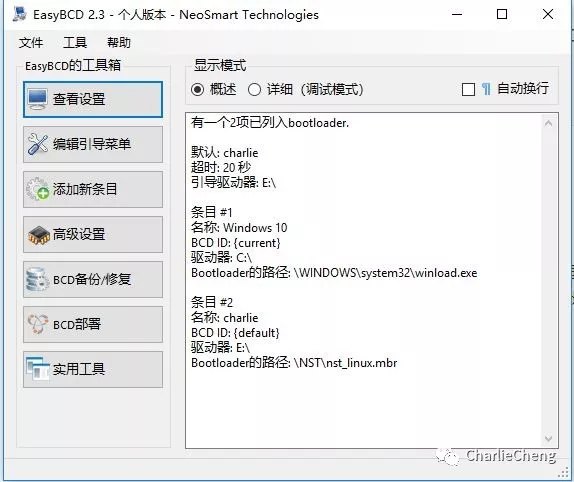 EasyBCD 2.3 - 个人版本 - NeoSmart Technologies
文件 工具 帮助
EasyBCD的工具箱
查看设置
编辑引导菜单
添加新条目
高级设置
BCD备份/修复
BCD部署
实用工具
显示模式
概述 详细（调试模式） 自动换行
有一个2项已列入bootloader.
默认: charlie
超时: 20 秒
引导驱动器: E:\
条目 #1
名称: Windows 10
BCD ID: {current}
驱动器: C:\
Bootloader的路径: \WINDOWS\system32\winload.exe
条目 #2
名称: charlie
BCD ID: {default}
驱动器: E:\
Bootloader的路径: \NST\nst_linux.mbr
CharlieCheng